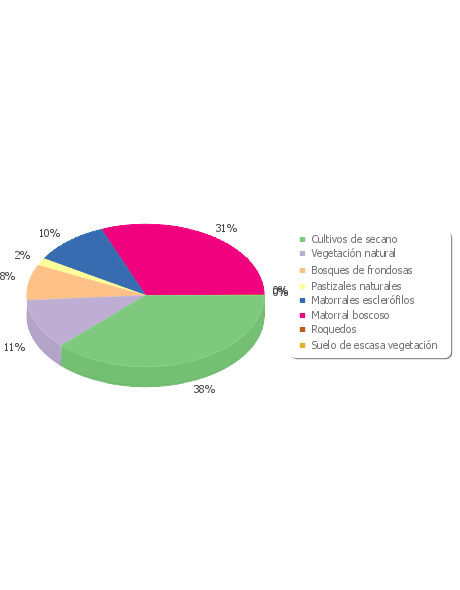 31%
10%
2%
8%
11%
38%
0%
0%
Cultivos de secano
Vegetación natural
Bosques de frondosas
Pastizales naturales
Matorrales esclerófilos
Matorral boscoso
Roquedos
Suelo de escasa vegetación